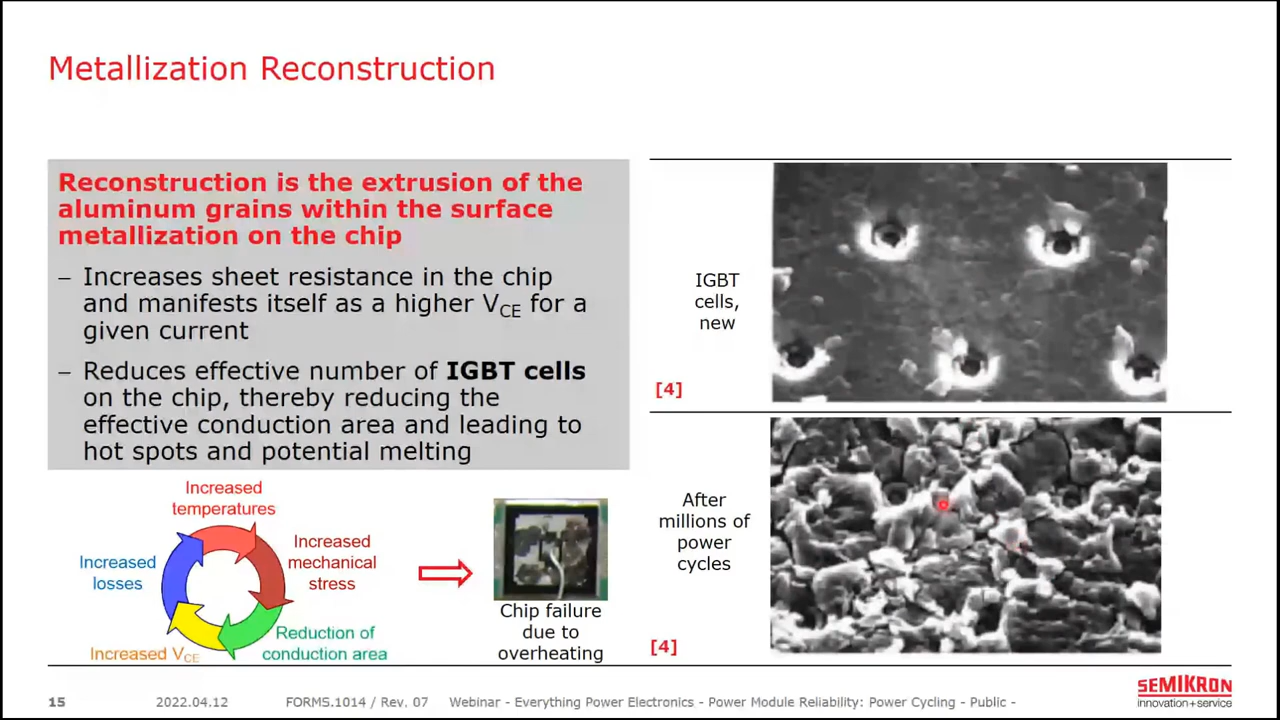 Metallization Reconstruction
Reconstruction is the extrusion of the
aluminum grains within the surface
metallization on the chip
– Increases sheet resistance in the chip
and manifests itself as a higher VCE for a
given current
– Reduces effective number of IGBT cells
on the chip, thereby reducing the
effective conduction area and leading to
hot spots and potential melting
Increased
temperatures
Increased
mechanical
stress
Reduction of
conduction area
Increased VCE
Increased
losses
Chip failure
due to
overheating
IGBT
cells,
new
[4]
After
millions of
power
cycles
[4]
15
2022.04.12
FORMS.1014 / Rev. 07
Webinar - Everything Power Electronics - Power Module Reliability: Power Cycling - Public -
SEMIKRON
innovation+service